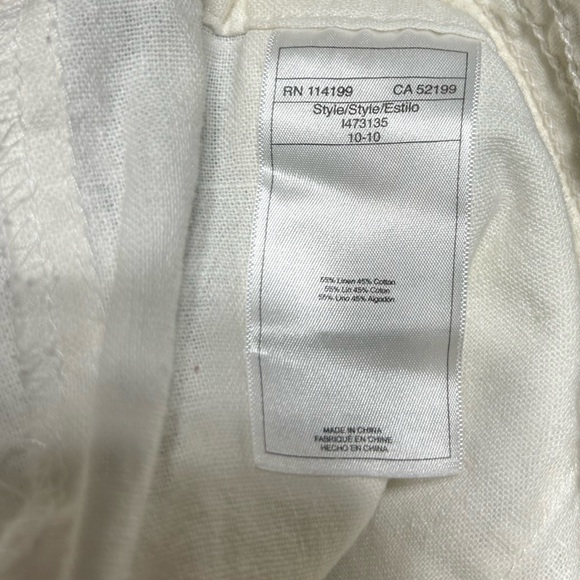 RN 114199 CA 52199
Style/Style/Estilo
I473135
10-10
55% Linen 45% Cotton
55% Lin 45% Coton
55% Lino 45% Algodón
MADE IN CHINA
FABRIQUÉ EN CHINE
HECHO EN CHINA